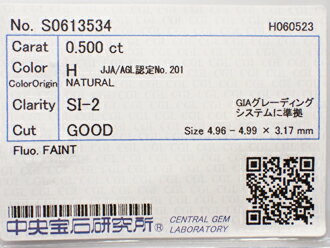 No. S0613534 H060523
Carat 0.500 ct
Color H JJA/AGL認定No.201
ColorOrigin NATURAL
Clarity SI-2 GIAグレーディング
システムに準拠
Cut GOOD Size 4.96 - 4.99 × 3.17 mm
Fluo. FAINT
中央宝石研究所® CENTRAL GEM
LABORATORY